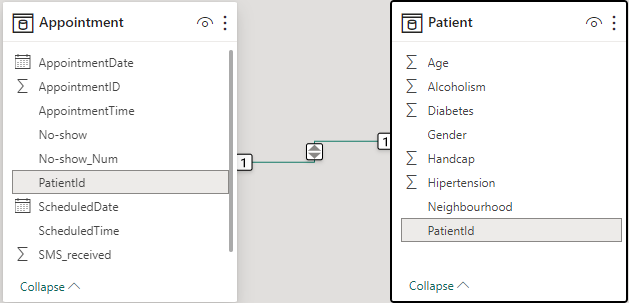 Appointment
AppointmentDate
AppointmentID
AppointmentTime
No-show
No-show_Num
PatientId
ScheduledDate
ScheduledTime
SMS_received
Collapse
1
1
Patient
Age
Alcoholism
Diabetes
Gender
Handcap
Hipertension
Neighbourhood
PatientId
Collapse